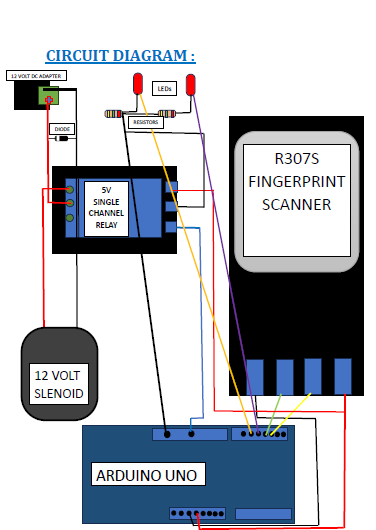 CIRCUIT DIAGRAM :
12 VOLT DC ADAPTER
LEDs
DIODE
RESISTORS
5V
SINGLE
CHANNEL
RELAY
R307S
FINGERPRINT
SCANNER
12 VOLT
SLENOID
ARDUINO UNO